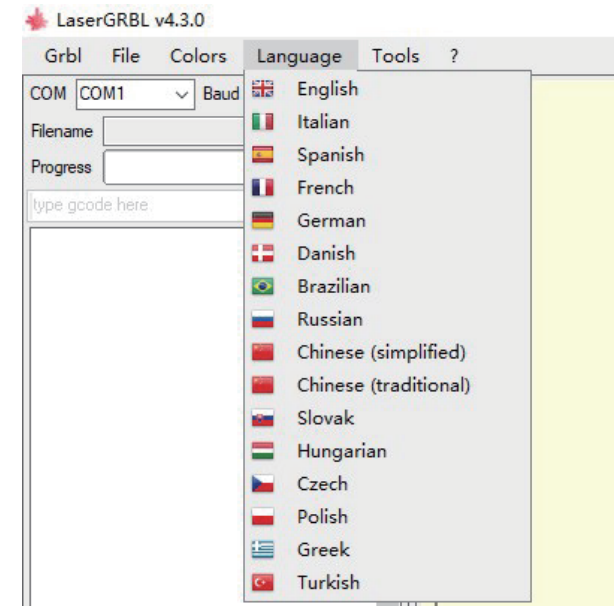 LaserGRBL v4.3.0
Grbl File Colors Language Tools ?
COM COM1 Baud
Filename
Progress
type gcode here
English
Italian
Spanish
French
German
Danish
Brazilian
Russian
Chinese (simplified)
Chinese (traditional)
Slovak
Hungarian
Czech
Polish
Greek
Turkish